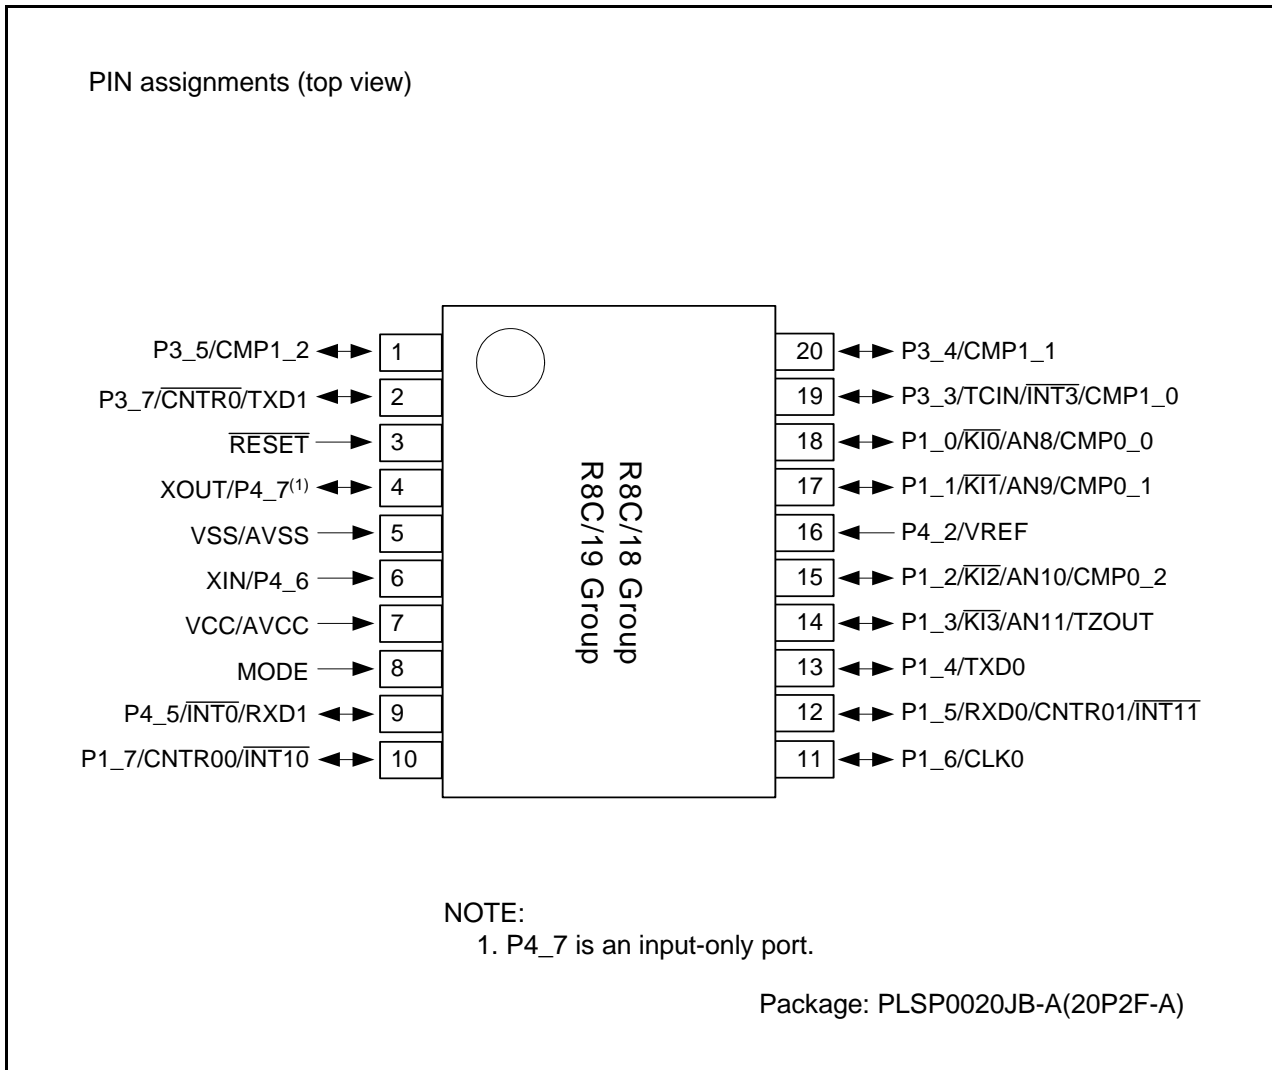 PIN assignments (top view)
P3_5/CMP1_2
1
P3_7/CNTR0/TXD1
2
RESET
3
XOUT/P4_7(1)
4
VSS/AVSS
5
XIN/P4_6
6
VCC/AVCC
7
MODE
8
P4_5/INT0/RXD1
9
P1_7/CNTR00/INT10
10
R8C/18 Group
R8C/19 Group
20
P3_4/CMP1_1
19
P3_3/TCIN/INT3/CMP1_0
18
P1_0/KI0/AN8/CMP0_0
17
P1_1/KI1/AN9/CMP0_1
16
P4_2/VREF
15
P1_2/KI2/AN10/CMP0_2
14
P1_3/KI3/AN11/TZOUT
13
P1_4/TXD0
12
P1_5/RXD0/CNTR01/INT11
11
P1_6/CLK0
NOTE:
1. P4_7 is an input-only port.
Package: PLSP0020JB-A(20P2F-A)